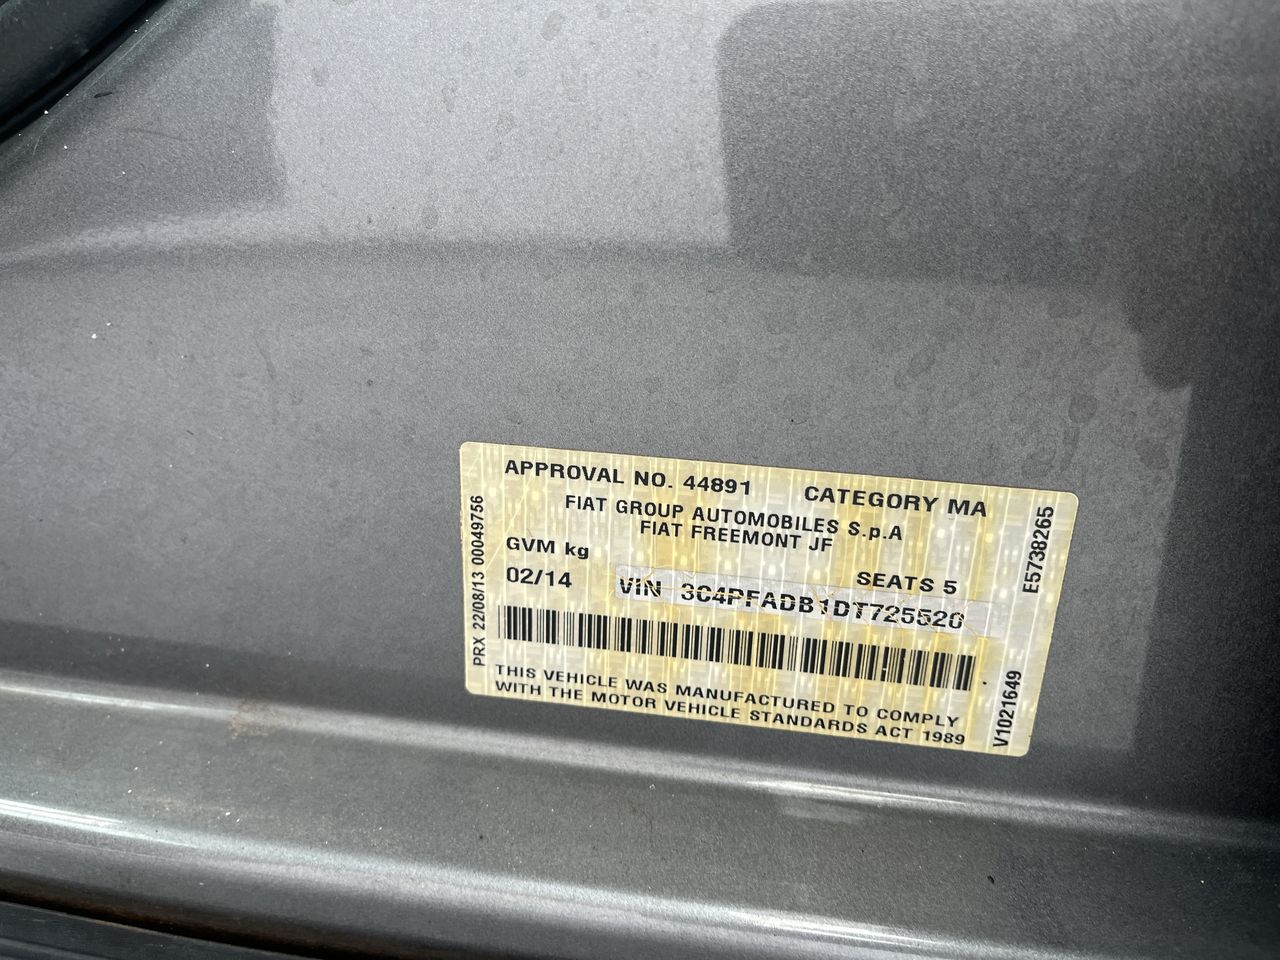 APPROVAL NO. 44891 CATEGORY MA
FIAT GROUP AUTOMOBILES S.p.A
FIAT FREEMONT JF
GVM kg
SEATS 5
02/14 VIN 3C4PFADB1DT725520
THIS VEHICLE WAS MANUFACTURED TO COMPLY
WITH THE MOTOR VEHICLE STANDARDS ACT 1989
PRX 22/08/13 00049756
E5738265
V1021649